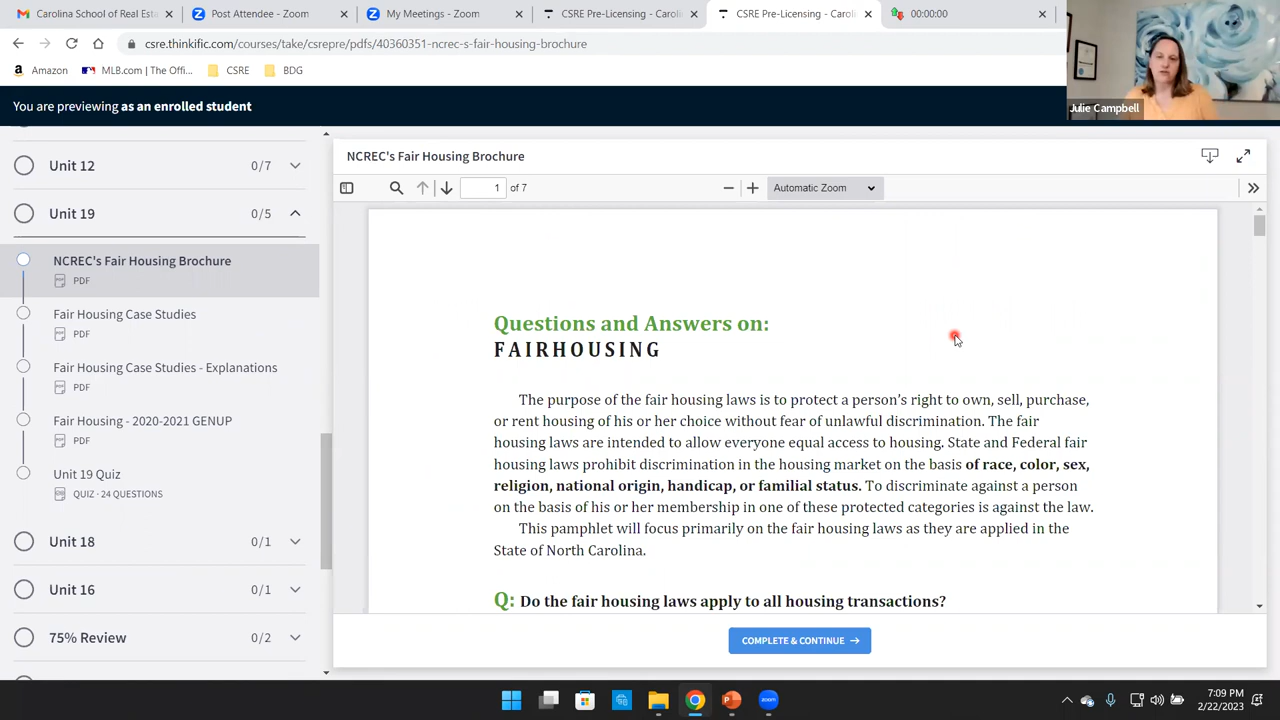 Carolina School of Real Esta
Post Attendee - Zoom
My Meetings - Zoom
CSRE Pre-Licensing - Caroli
CSRE Pre-Licensing - Caroli
00:00:00
csre.thinkific.com/courses/take/csrepre/pdfs/40360351-ncrec-s-fair-housing-brochure
Amazon
MLB.com | The Offi...
CSRE
BDG
Julie Campbell
You are previewing as an enrolled student
Unit 12 0/7
Unit 19 0/5
NCREC's Fair Housing Brochure
PDF
Fair Housing Case Studies
PDF
Fair Housing Case Studies - Explanations
PDF
Fair Housing - 2020-2021 GENUP
PDF
Unit 19 Quiz
QUIZ · 24 QUESTIONS
Unit 18 0/1
Unit 16 0/1
75% Review 0/2
NCREC's Fair Housing Brochure
1 of 7
Automatic Zoom
Questions and Answers on:
FAIRHOUSING
The purpose of the fair housing laws is to protect a person's right to own, sell, purchase,
or rent housing of his or her choice without fear of unlawful discrimination. The fair
housing laws are intended to allow everyone equal access to housing. State and Federal fair
housing laws prohibit discrimination in the housing market on the basis of race, color, sex,
religion, national origin, handicap, or familial status. To discriminate against a person
on the basis of his or her membership in one of these protected categories is against the law.
This pamphlet will focus primarily on the fair housing laws as they are applied in the
State of North Carolina.
Q: Do the fair housing laws apply to all housing transactions?
COMPLETE & CONTINUE →
7:09 PM
2/22/2023